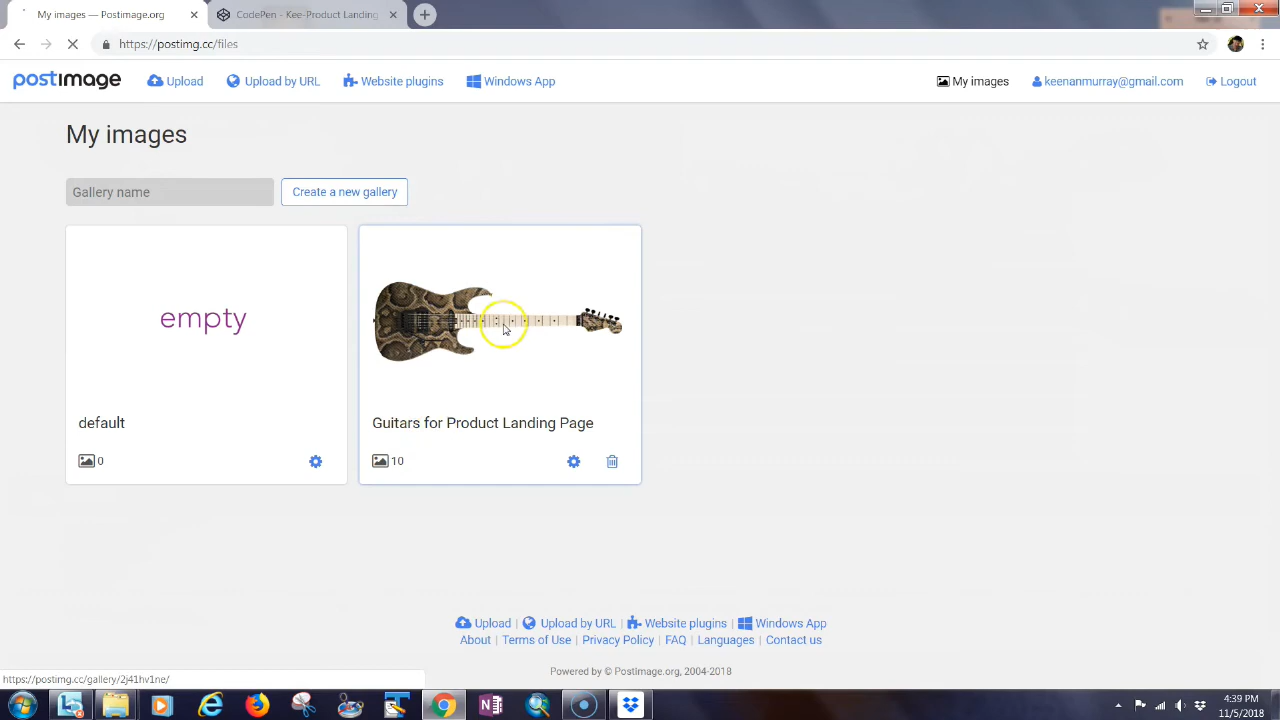 My images — Postimage.org
CodePen - Kee-Product Landing
https://postimg.cc/files
postimage
Upload
Upload by URL
Website plugins
Windows App
My images
keenanmurray@gmail.com
Logout
My images
Gallery name
Create a new gallery
empty
default
0
Guitars for Product Landing Page
10
Upload | Upload by URL | Website plugins | Windows App
About | Terms of Use | Privacy Policy | FAQ | Languages | Contact us
Powered by © PostImage.org, 2004-2018
https://postimg.cc/gallery/2j41hv1ne/
4:39 PM
11/5/2018